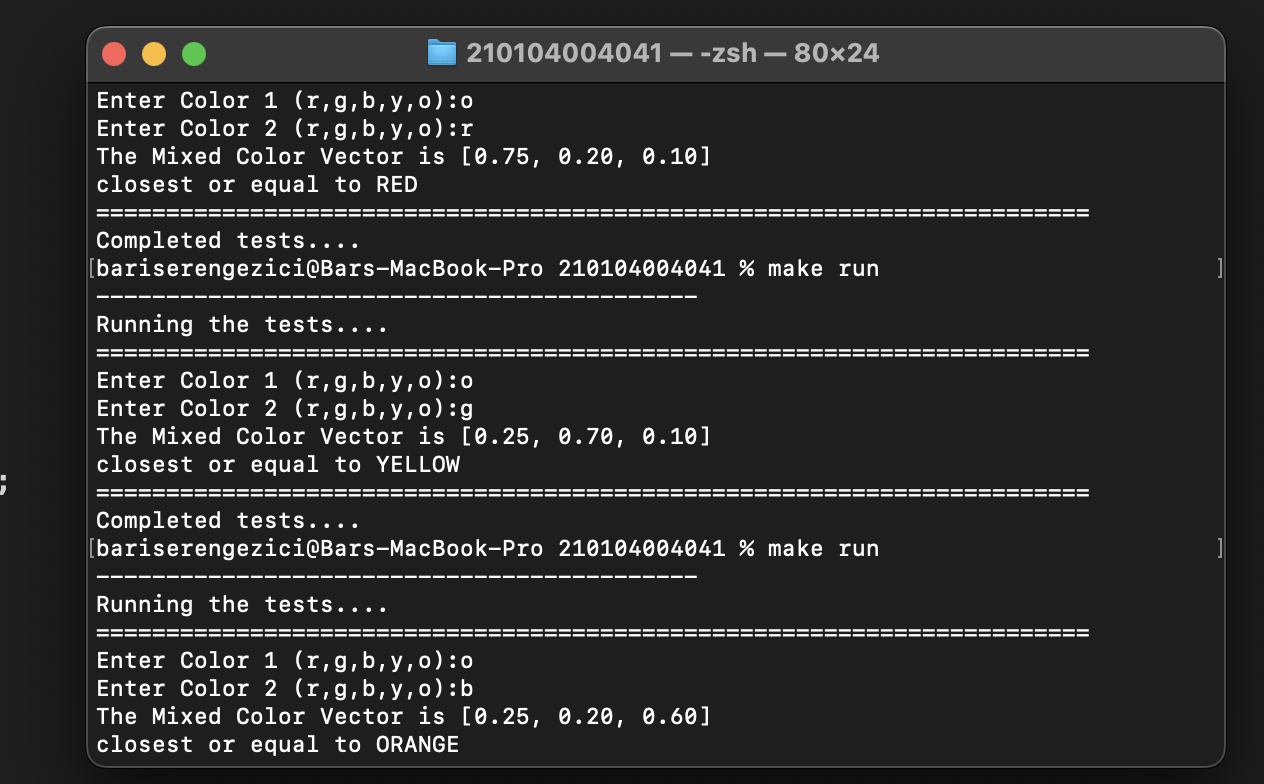 210104004041 — -zsh — 80×24
Enter Color 1 (r,g,b,y,o):o
Enter Color 2 (r,g,b,y,o):r
The Mixed Color Vector is [0.75, 0.20, 0.10]
closest or equal to RED
=======================================================================
Completed tests....
[bariserengezici@Bars-MacBook-Pro 210104004041 % make run ]
-------------------------------------------
Running the tests....
=======================================================================
Enter Color 1 (r,g,b,y,o):o
Enter Color 2 (r,g,b,y,o):g
The Mixed Color Vector is [0.25, 0.70, 0.10]
closest or equal to YELLOW
=======================================================================
Completed tests....
[bariserengezici@Bars-MacBook-Pro 210104004041 % make run ]
-------------------------------------------
Running the tests....
=======================================================================
Enter Color 1 (r,g,b,y,o):o
Enter Color 2 (r,g,b,y,o):b
The Mixed Color Vector is [0.25, 0.20, 0.60]
closest or equal to ORANGE
;